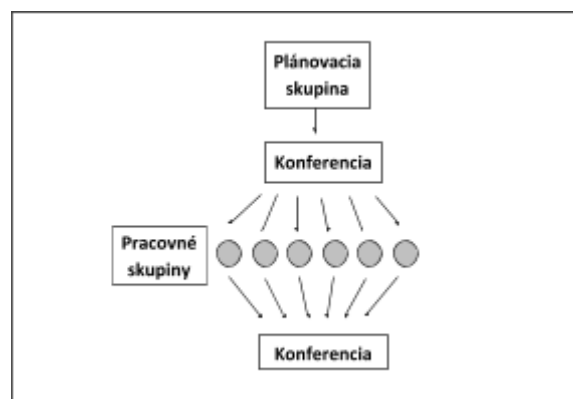 Plánovacia
skupina
Konferencia
Pracovné
skupiny
Konferencia